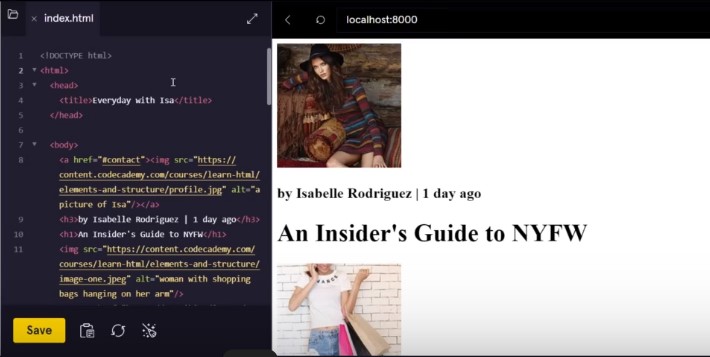 index.html
localhost:8000
1 <!DOCTYPE html>
2 <html>
3 <head>
4 <title>Everyday with Isa</title>
5 </head>
6
7 <body>
8 <a href="#contact"><img src="https://
content.codecademy.com/courses/learn-html/
elements-and-structure/profile.jpg" alt="a
picture of Isa"/></a>
9 <h3>by Isabelle Rodriguez | 1 day ago</h3>
10 <h1>An Insider's Guide to NYFW</h1>
11 <img src="https://content.codecademy.com/
courses/learn-html/elements-and-structure/
image-one.jpeg" alt="woman with shopping
bags hanging on her arm"/>
Save
by Isabelle Rodriguez | 1 day ago
An Insider's Guide to NYFW